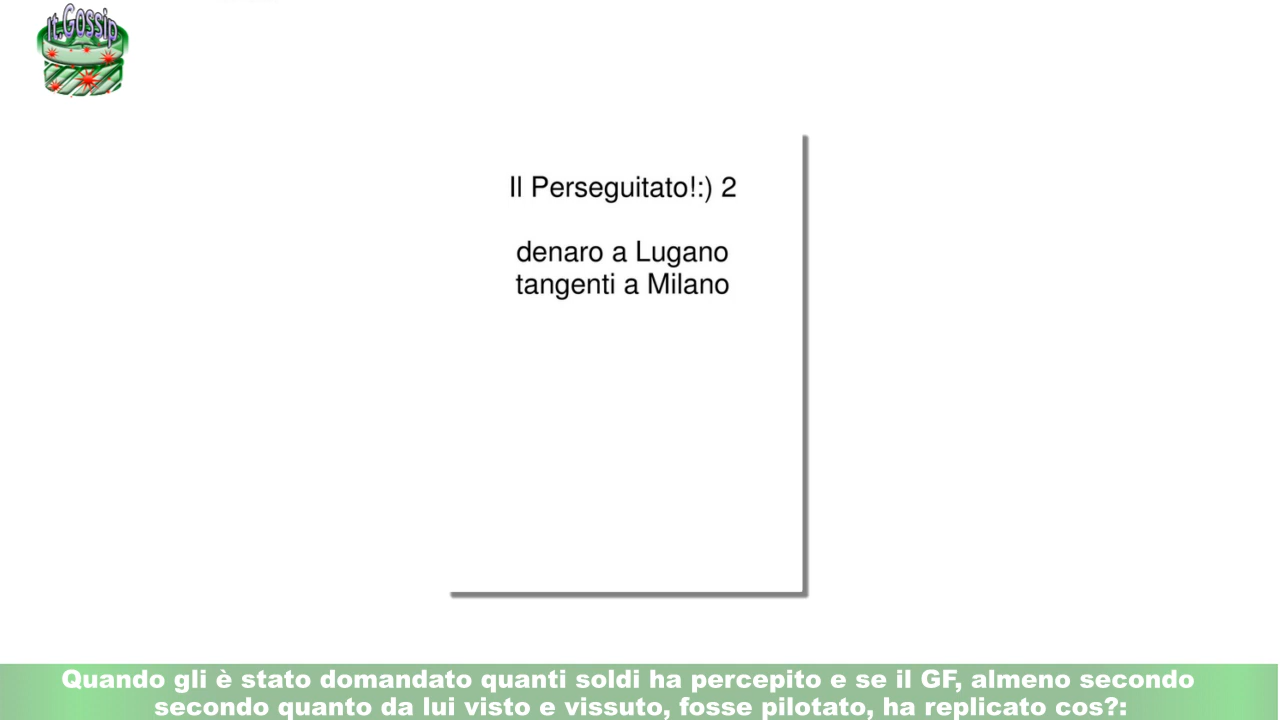 It.Gossip
Il Perseguitato!:) 2
denaro a Lugano
tangenti a Milano
Quando gli è stato domandato quanti soldi ha percepito e se il GF, almeno secondo
secondo quanto da lui visto e vissuto, fosse pilotato, ha replicato cos?: